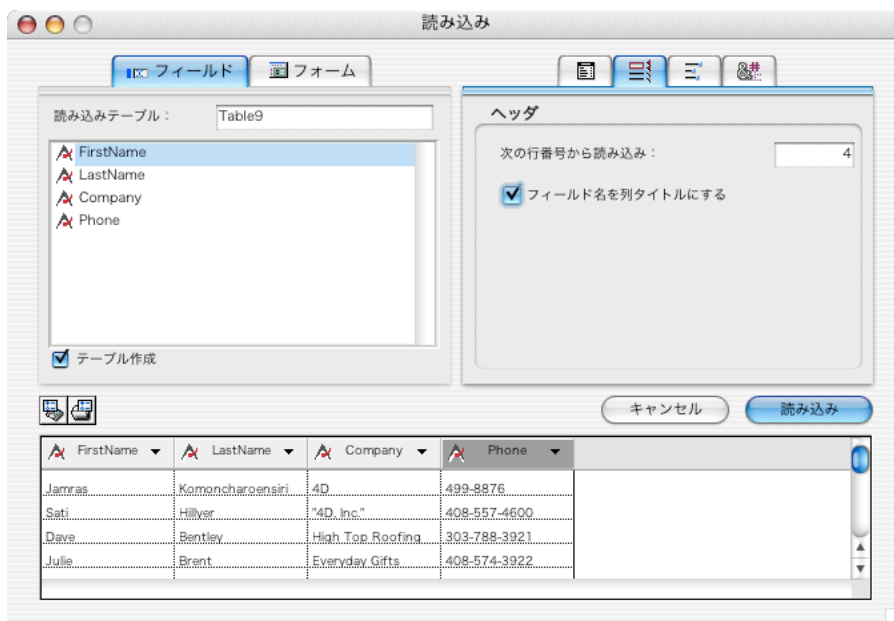 読み込み
フィールド フォーム
読み込みテーブル： Table9
FirstName
LastName
Company
Phone
テーブル作成
ヘッダ
次の行番号から読み込み： 4
フィールド名を列タイトルにする
キャンセル 読み込み
FirstName LastName Company Phone
Jamras Komoncharoensiri 4D 499-8876
Sati Hillyer "4D, Inc." 408-557-4600
Dave Bentley High Top Roofing 303-788-3921
Julie Brent Everyday Gifts 408-574-3922